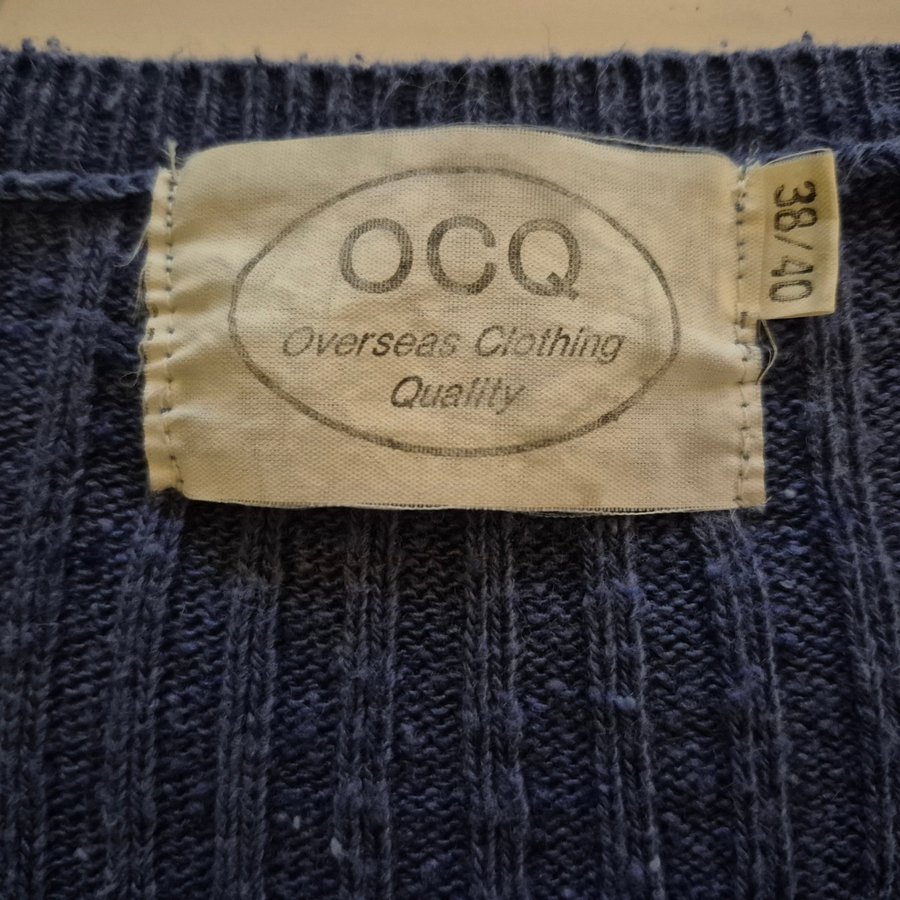 OCQ
Overseas Clothing
Quality
38/40